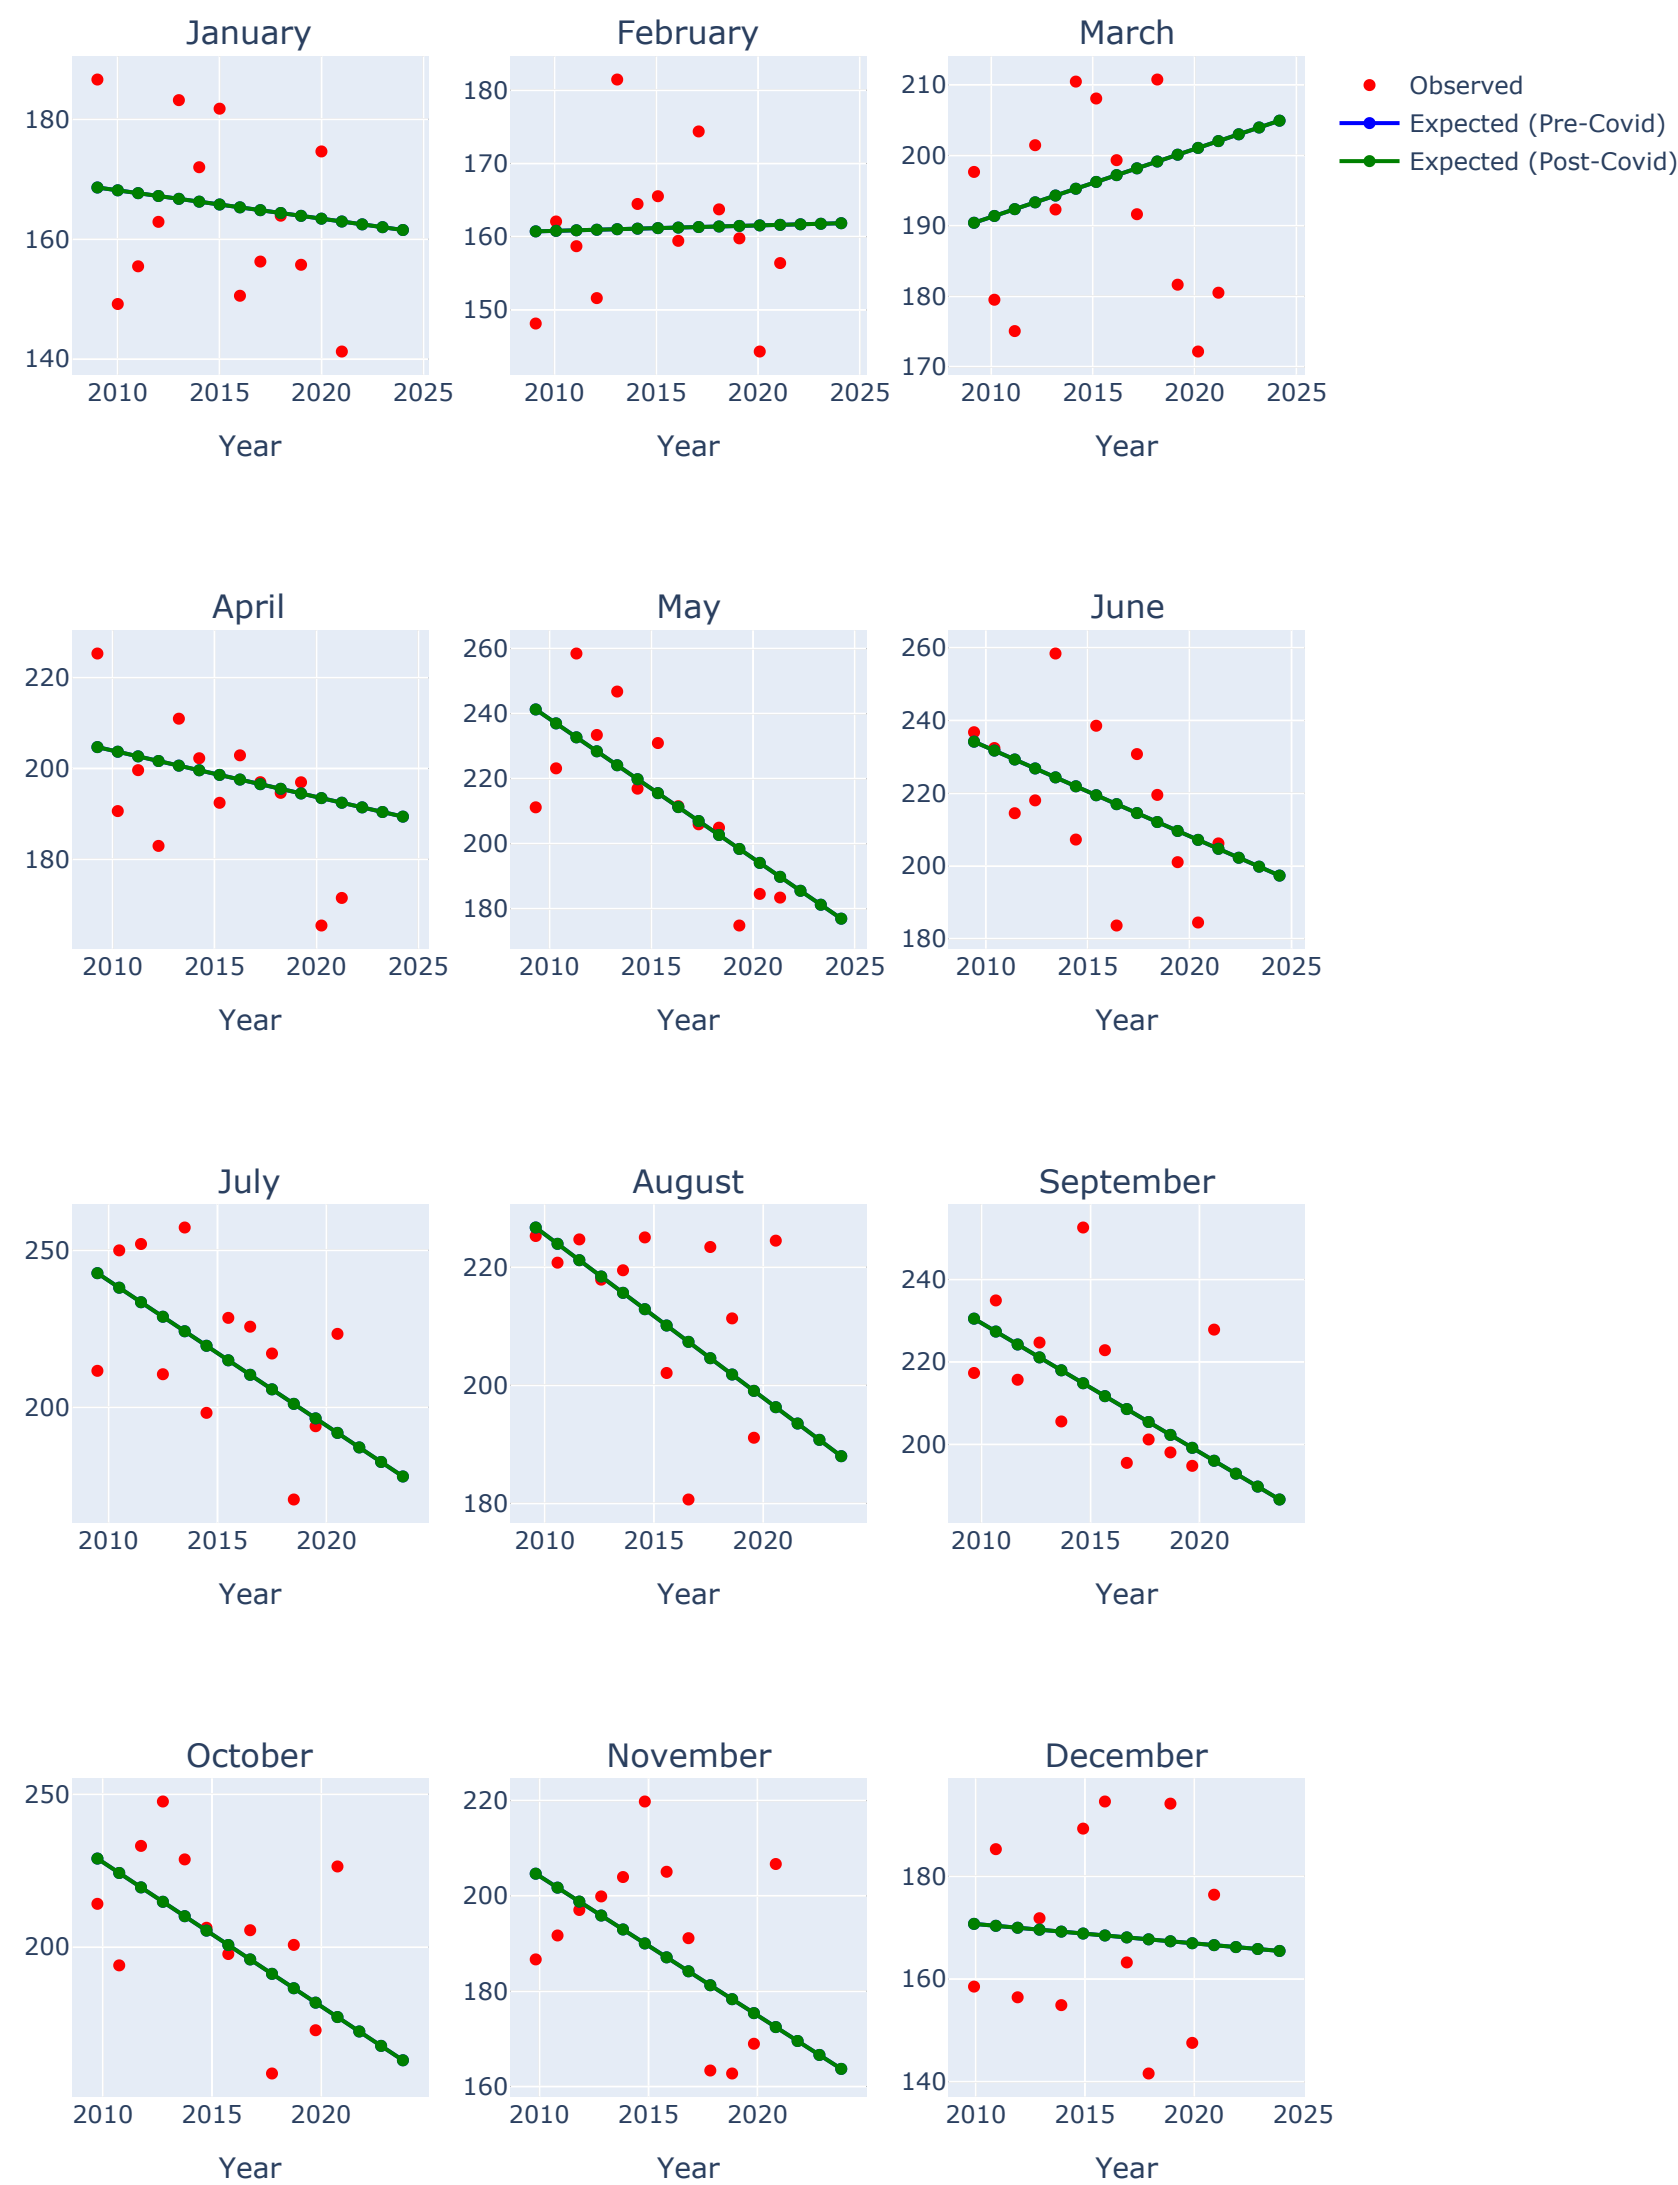 January
February
March
180
160
140
2010 2015 2020 2025
Year
180
170
160
150
2010 2015 2020 2025
Year
210
200
190
180
170
2010 2015 2020 2025
Year
Observed
Expected (Pre-Covid)
Expected (Post-Covid)
April
May
June
220
200
180
2010 2015 2020 2025
Year
260
240
220
200
180
2010 2015 2020 2025
Year
260
240
220
200
180
2010 2015 2020 2025
Year
July
August
September
250
200
2010 2015 2020
Year
220
200
180
2010 2015 2020
Year
240
220
200
2010 2015 2020
Year
October
November
December
250
200
2010 2015 2020
Year
220
200
180
160
2010 2015 2020
Year
180
160
140
2010 2015 2020 2025
Year